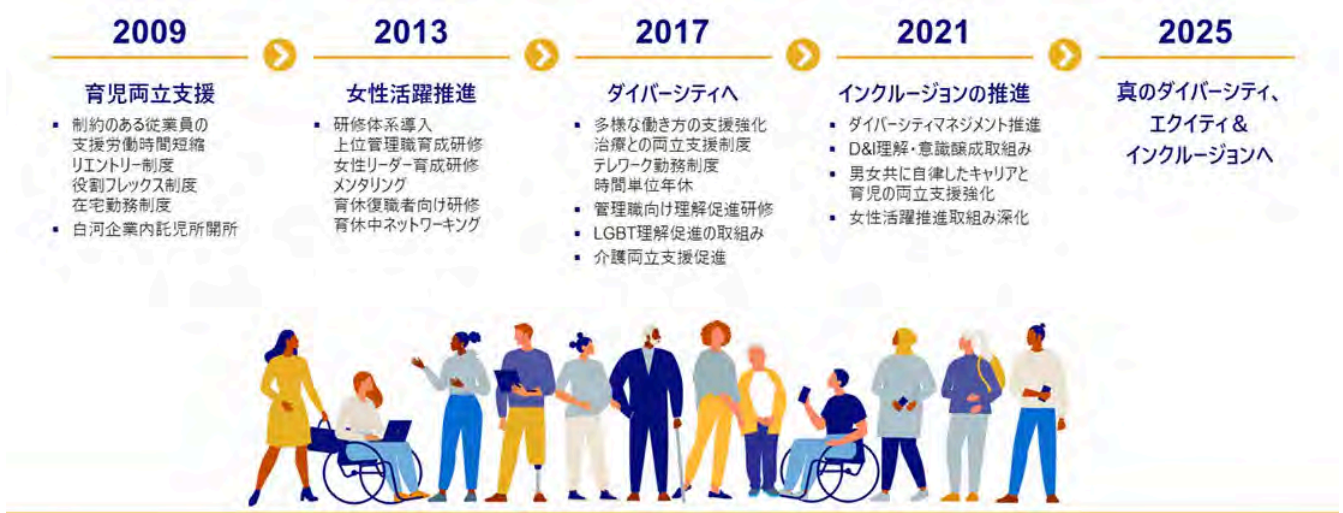 2009
育児両立支援
▪ 制約のある従業員の
支援労働時間短縮
リエントリー制度
役割フレックス制度
在宅勤務制度
▪ 白河企業内託児所開所
2013
女性活躍推進
▪ 研修体系導入
上位管理職育成研修
女性リーダー育成研修
メンタリング
育休復職者向け研修
育休中ネットワーキング
2017
ダイバーシティへ
▪ 多様な働き方の支援強化
治療との両立支援制度
テレワーク勤務制度
時間単位年休
▪ 管理職向け理解促進研修
▪ LGBT理解促進の取組み
▪ 介護両立支援促進
2021
インクルージョンの推進
▪ ダイバーシティマネジメント推進
▪ D&I理解・意識醸成取組み
▪ 男女共に自律したキャリアと
育児の両立支援強化
▪ 女性活躍推進取組み深化
2025
真のダイバーシティ、
エクイティ&
インクルージョンへ